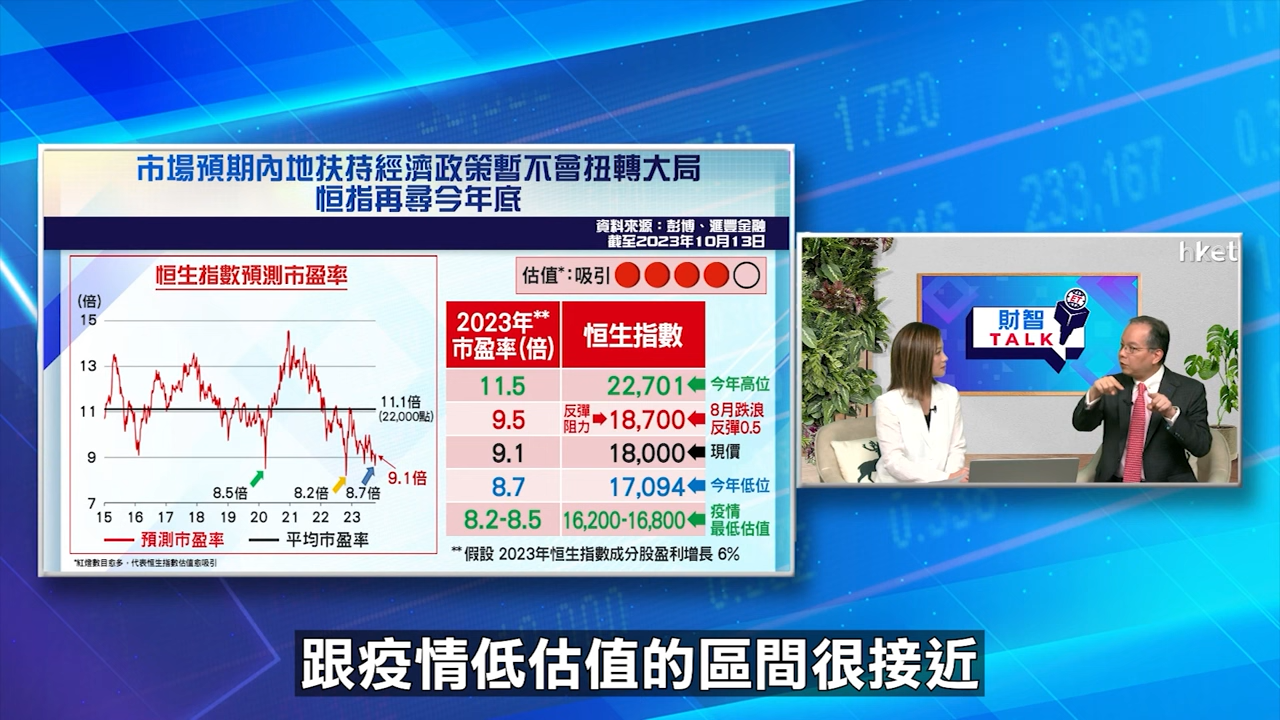 市場預期內地扶持經濟政策暫不會扭轉大局
恒指再尋今年底
資料來源：彭博、滙豐金融
截至2023年10月13日
恒生指數預測市盈率
(倍)
15
13
11
9
7
15 16 17 18 19 20 21 22 23
11.1倍
(22,000點)
9.1倍
8.5倍
8.2倍
8.7倍
預測市盈率
平均市盈率
*紅燈數目愈多，代表恒生指數估值愈吸引
估值*：吸引
2023年**
市盈率(倍)
恒生指數
11.5 22,701 今年高位
9.5 反彈阻力 18,700 8月跌浪反彈0.5
9.1 18,000 現價
8.7 17,094 今年低位
8.2-8.5 16,200-16,800 疫情最低估值
**假設 2023年恒生指數成分股盈利增長 6%
hket
財智
TALK
9,996
1.720
233,167
跟疫情低估值的區間很接近